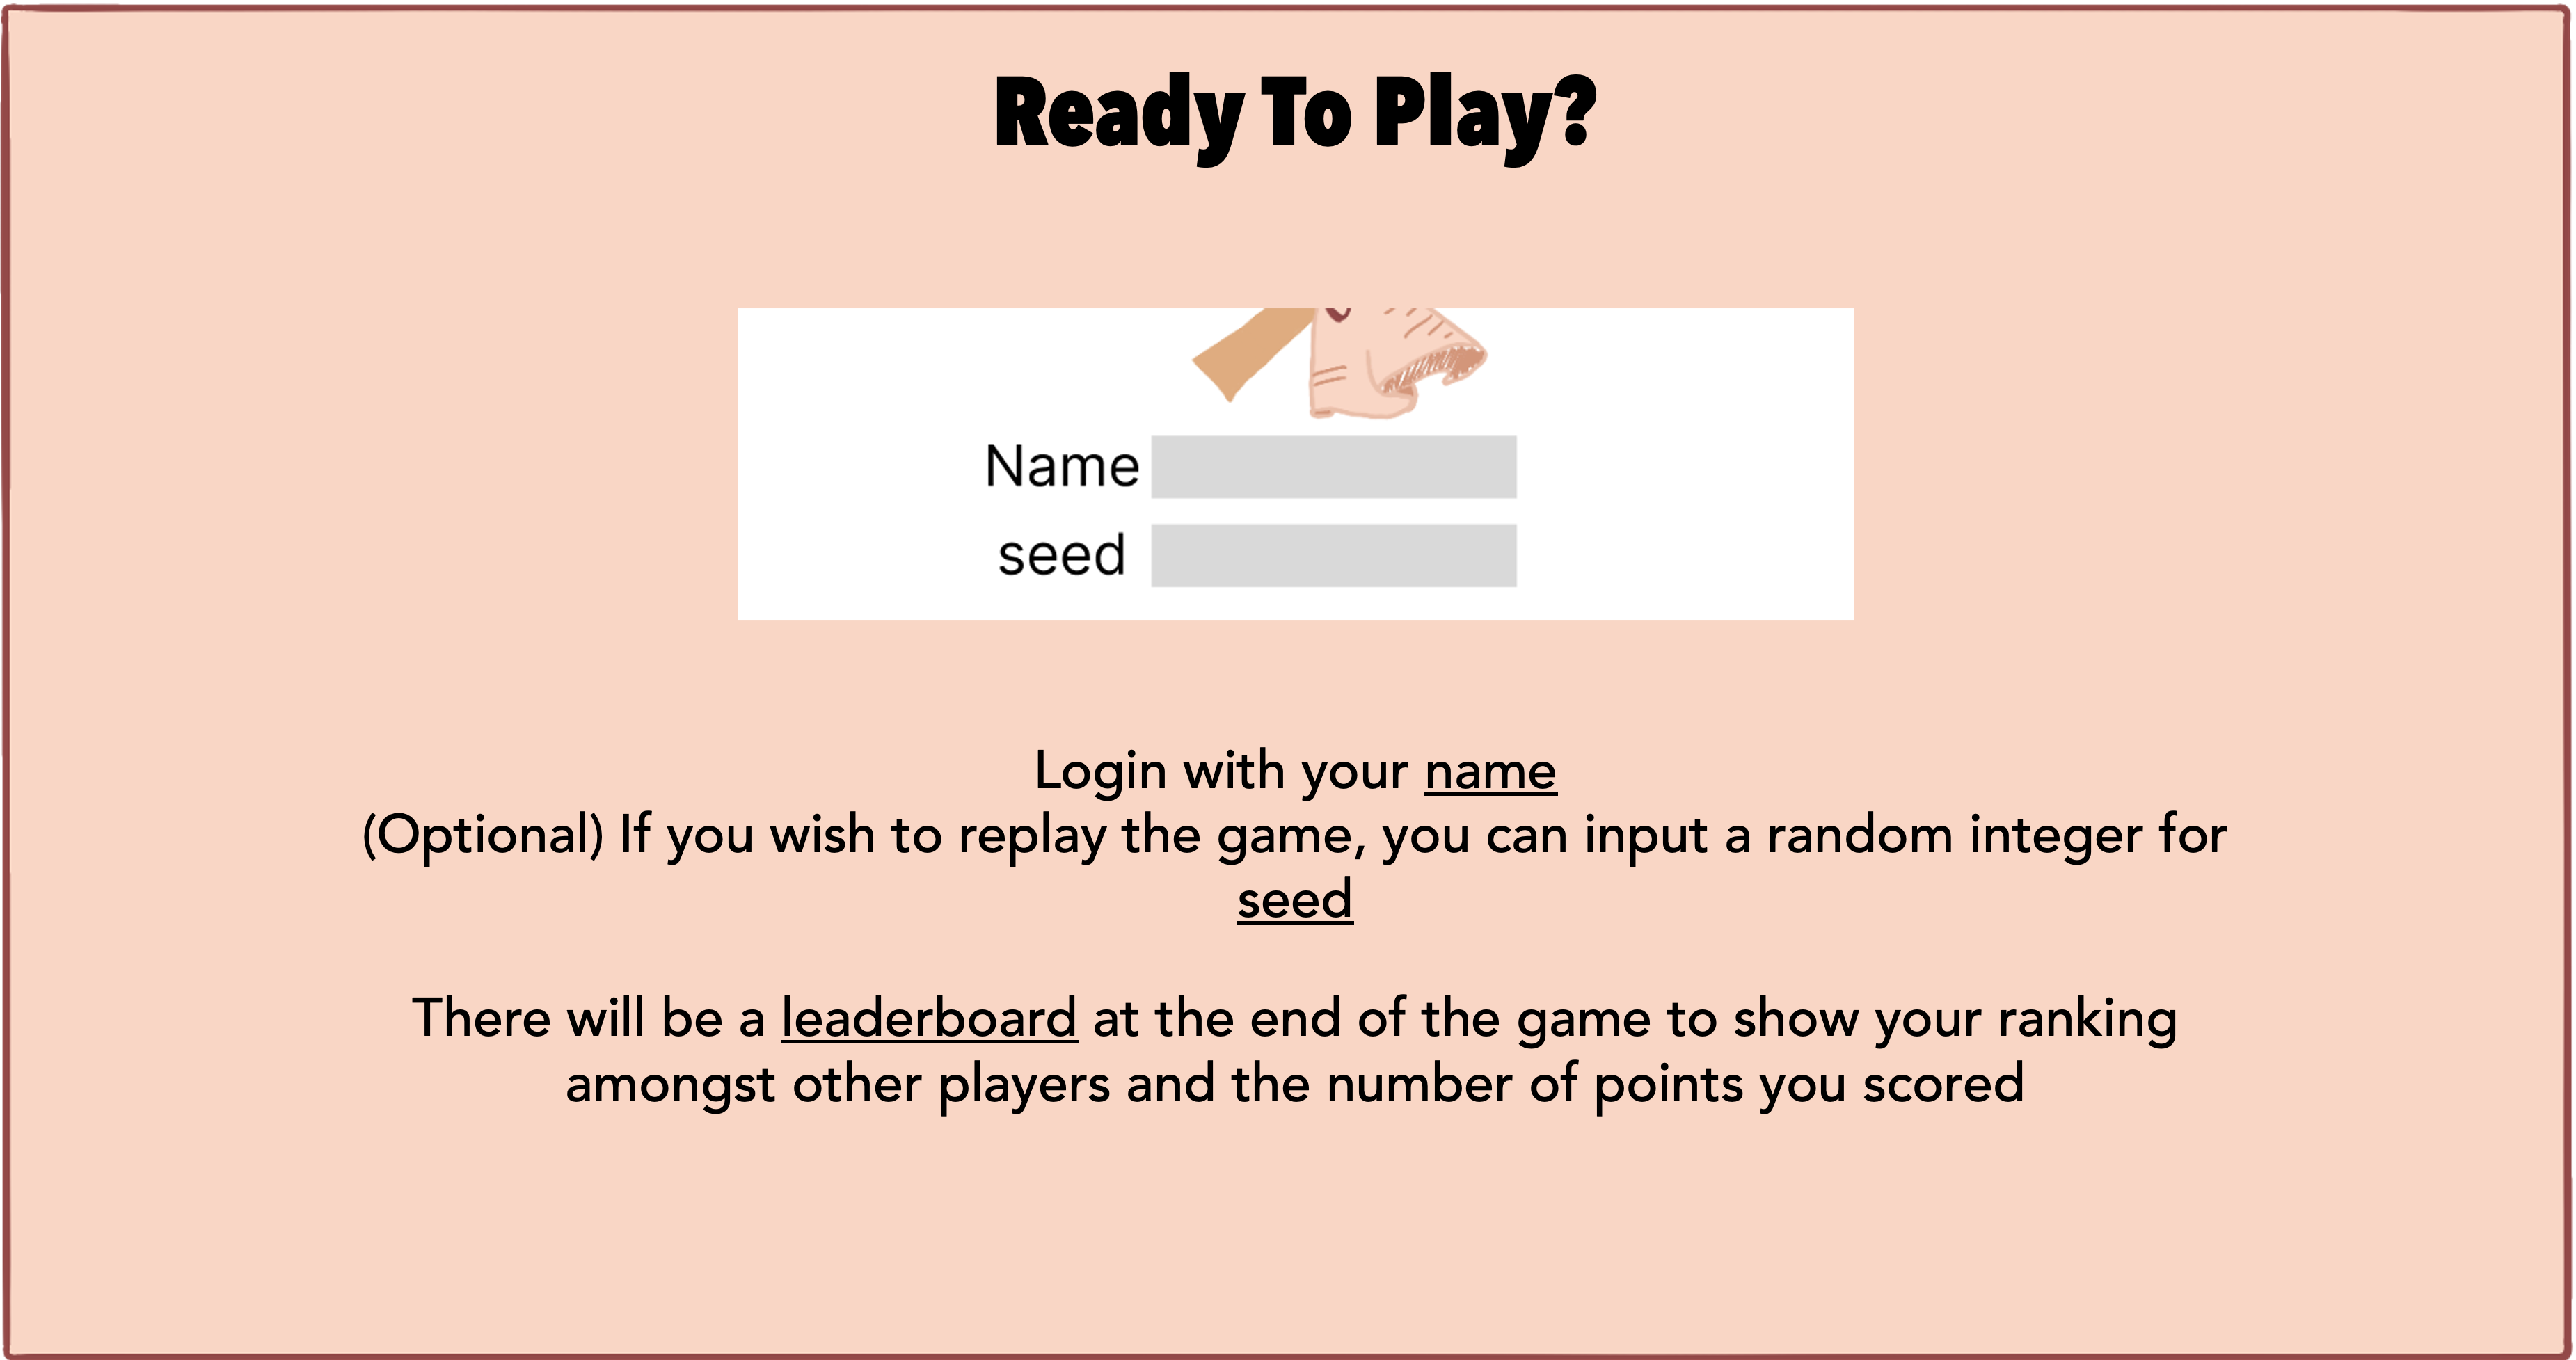 Ready To Play?
Name
seed
Login with your name
(Optional) If you wish to replay the game, you can input a random integer for
seed
There will be a leaderboard at the end of the game to show your ranking
amongst other players and the number of points you scored